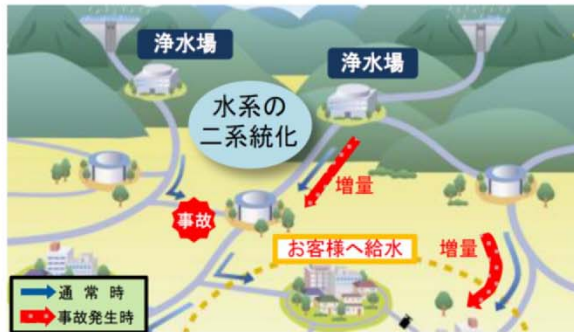 浄水場
浄水場
水系の
二系統化
増量
事故
お客様へ給水
増量
通常時
事故発生時